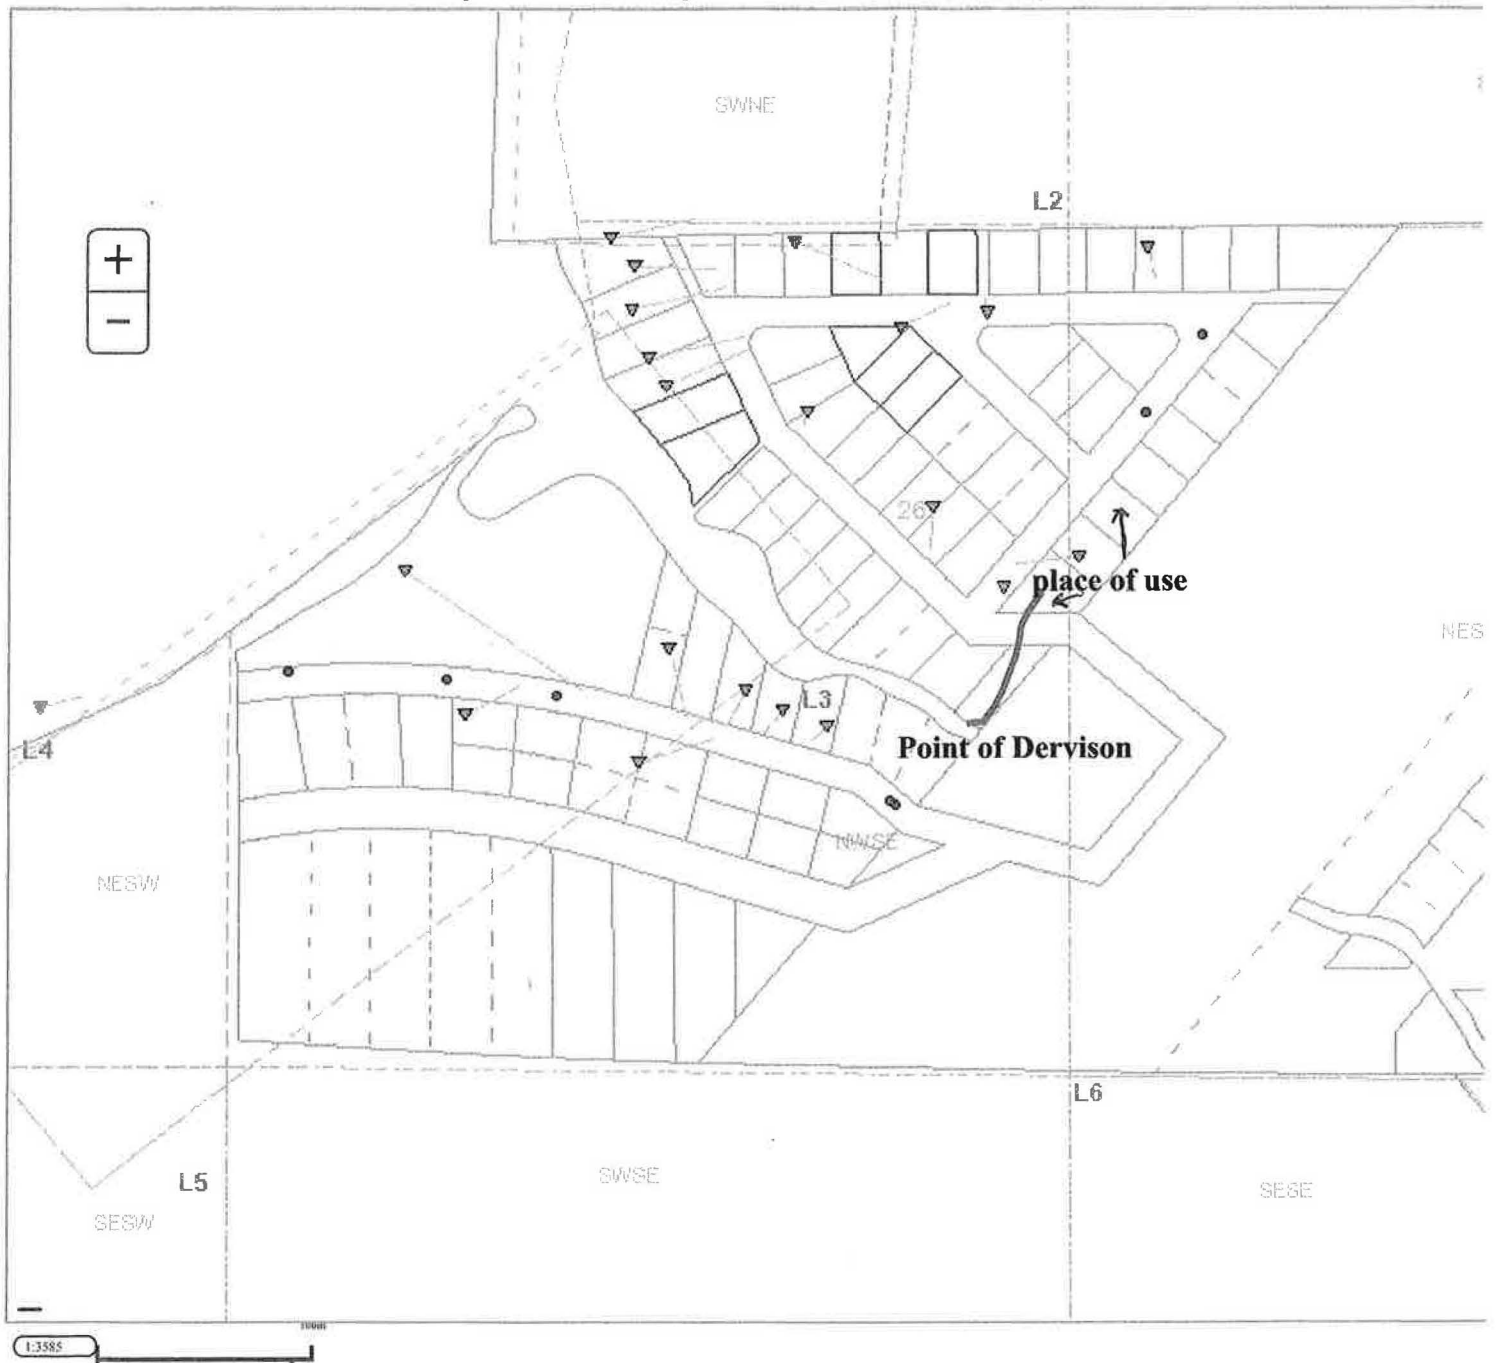 SWNE
L2
+
−
26
place of use
NES
L3
L4
Point of Dervison
NWSE
NESW
L6
L5
SWSE
SESE
SESW
100m
1:3585